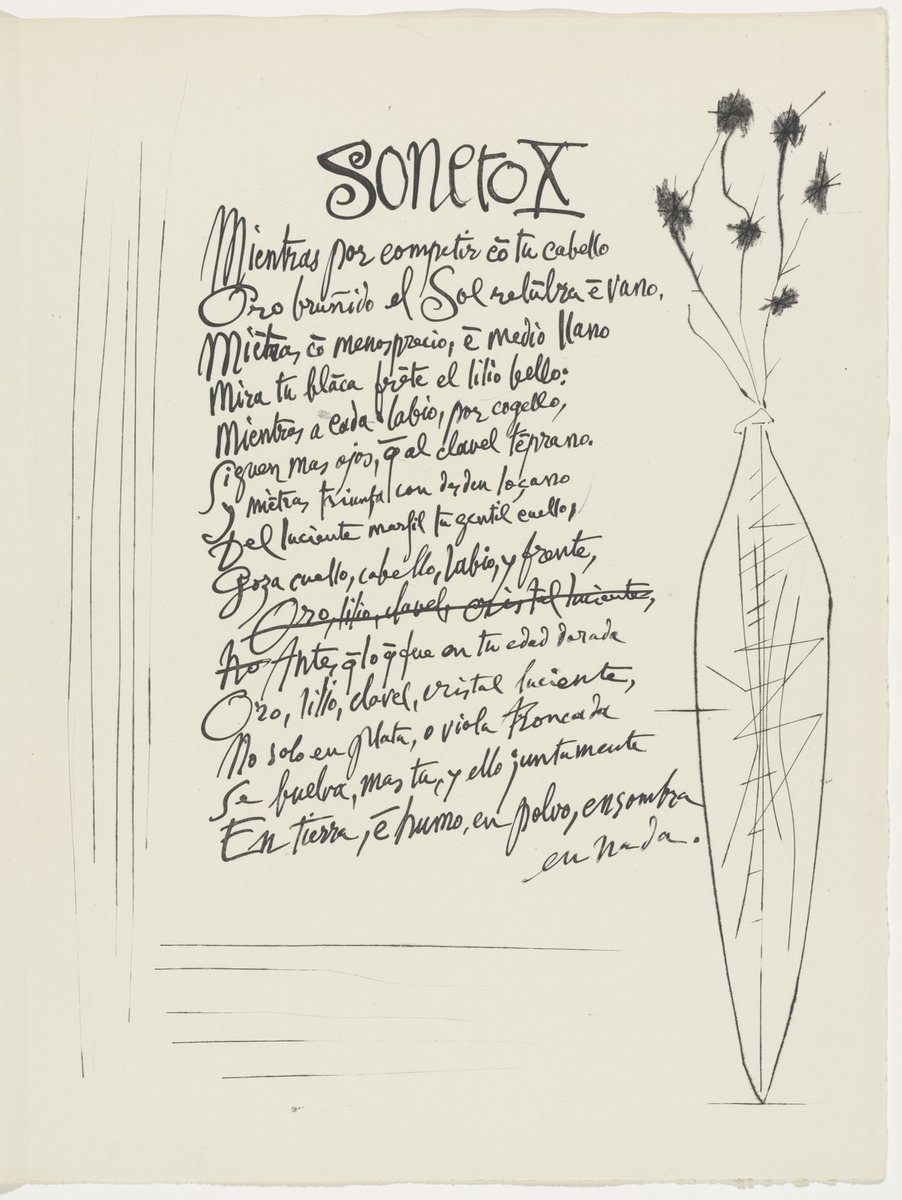 Soneto X
Mientras por competir cō tu cabello
Oro bruñido el Sol relūbra ē vano,
Miētras cō menosprecio, ē medio llano
Mira tu blāca frēte el lilio bello:
Mientras a cada labio, por cogello,
Siguen mas ojos, q̄ al clavel tēprano.
y miētras triunfa con desden loçano
Del luciente marfil tu gentil cuello,
Goza cuello, cabello, labio, y frente,
Oro, lilio, clavel, cristal luciente,
No Antes q̄ lo q̄ fue en tu edad dorada
Oro, lilio, clavel, cristal luciente,
No solo en plata, o viola troncada
Se buelva, mas tu, y ello juntamente
En tierra, ē humo, en polvo, en sombra
en nada.